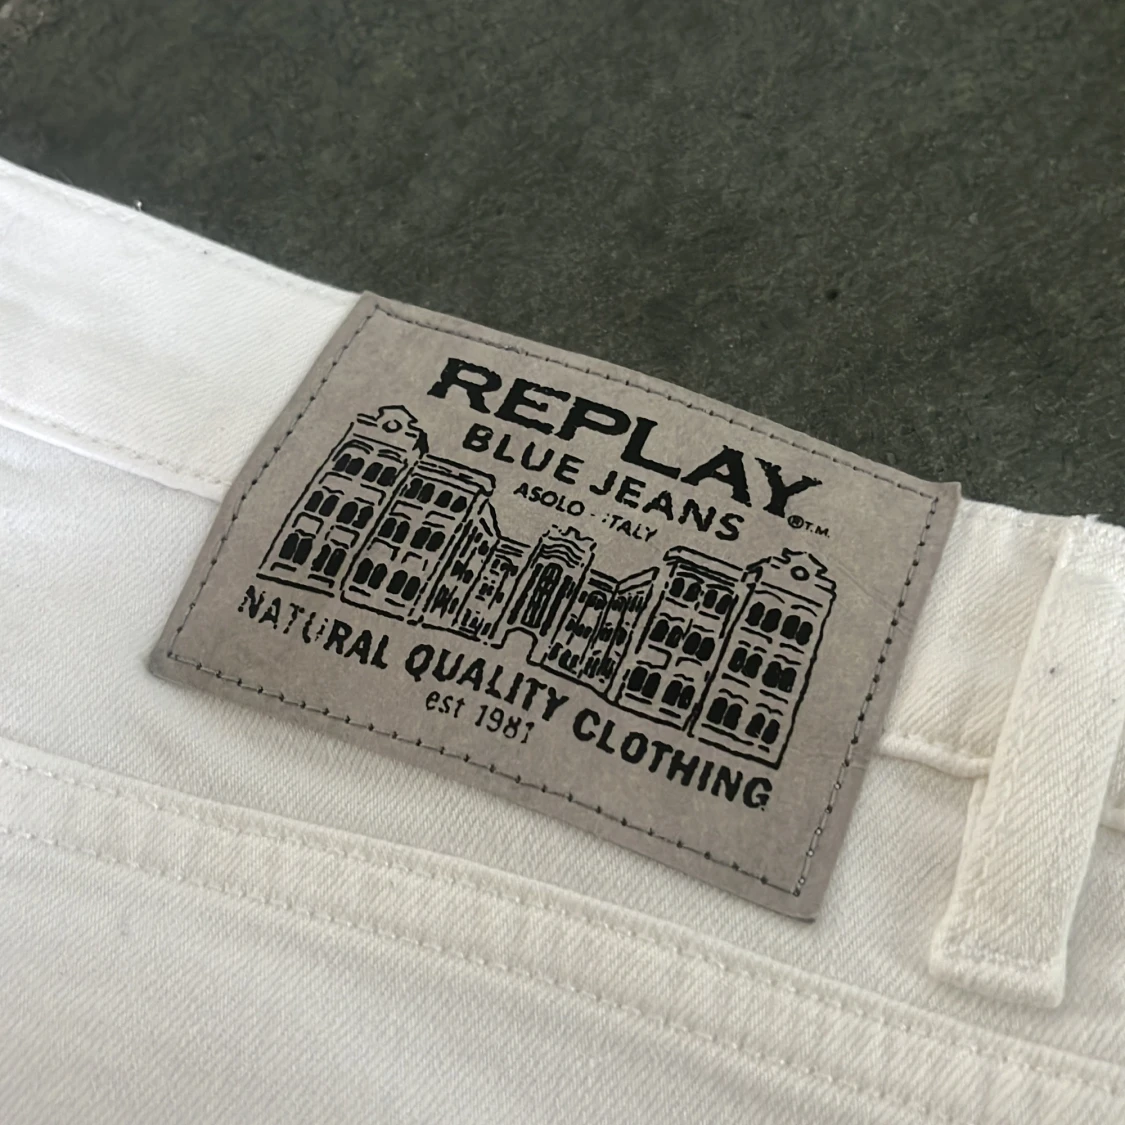 REPLAY
®T.M.
BLUE JEANS
ASOLO - ITALY
NATURAL QUALITY CLOTHING
est 1981